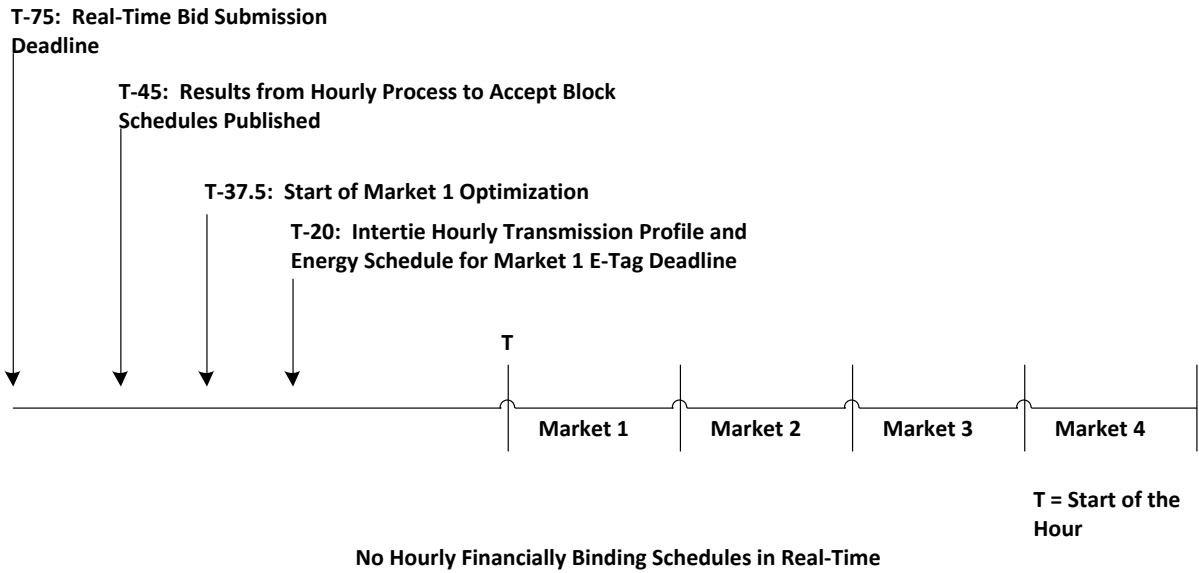 T-75:  Real-Time Bid Submission
Deadline
T-45:  Results from Hourly Process to Accept Block
Schedules Published
T-37.5:  Start of Market 1 Optimization
T-20:  Intertie Hourly Transmission Profile and
Energy Schedule for Market 1 E-Tag Deadline
T
Market 1
Market 2
Market 3
Market 4
T = Start of the
Hour
No Hourly Financially Binding Schedules in Real-Time